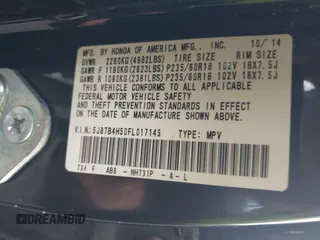 MFD. BY HONDA OF AMERICA MFG., INC. 10/14
GVWR 2260KG(4982LBS) TIRE SIZE RIM SIZE
GAWR F 1190KG(2623LBS) P235/60R18 102V 18X7.5J
GAWR R 1080KG(2381LBS) P235/60R18 102V 18X7.5J
THIS VEHICLE CONFORMS TO ALL APPLICABLE
FEDERAL MOTOR VEHICLE SAFETY AND
THEFT PREVENTION STANDARDS IN EFFECT
ON THE DATE OF MANUFACTURE SHOWN ABOVE.
V.I.N.:5J8TB4H50FL017145 TYPE: MPV
TX4 F AB6 - NH731P - A - L
DREAMBID